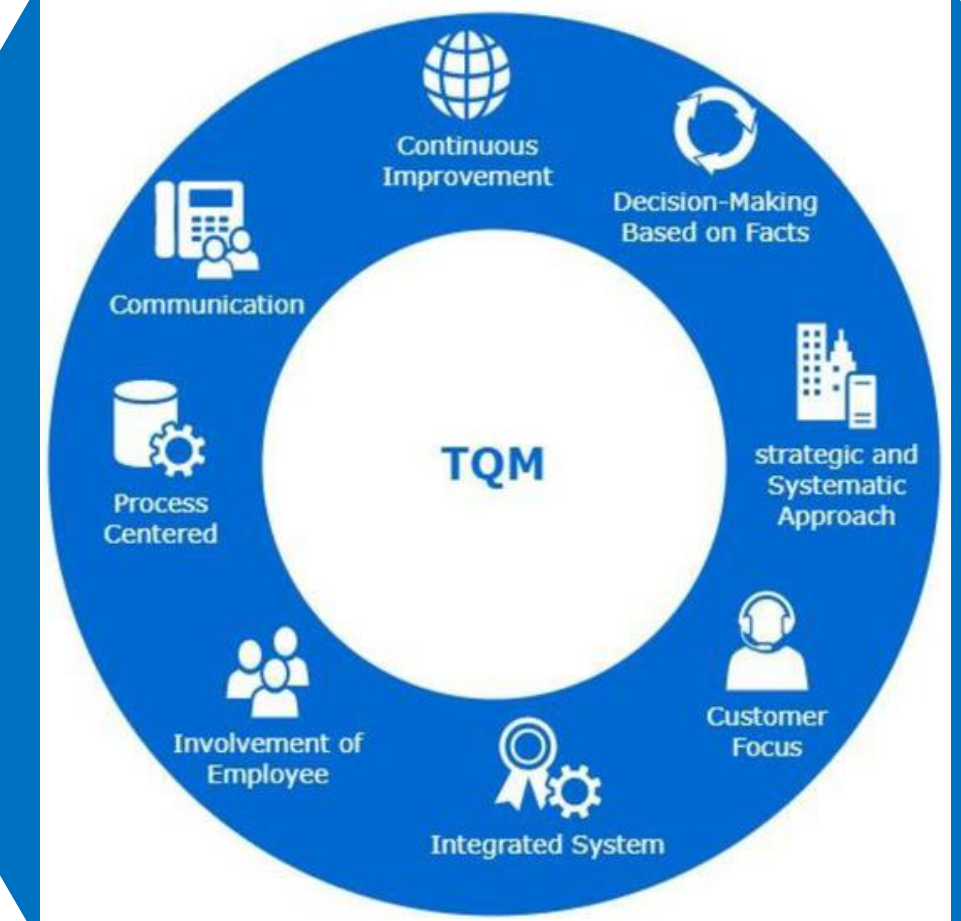 Continuous
Improvement
Decision-Making
Based on Facts
strategic and
Systematic
Approach
Customer
Focus
Integrated System
Involvement of
Employee
Process
Centered
Communication
TQM